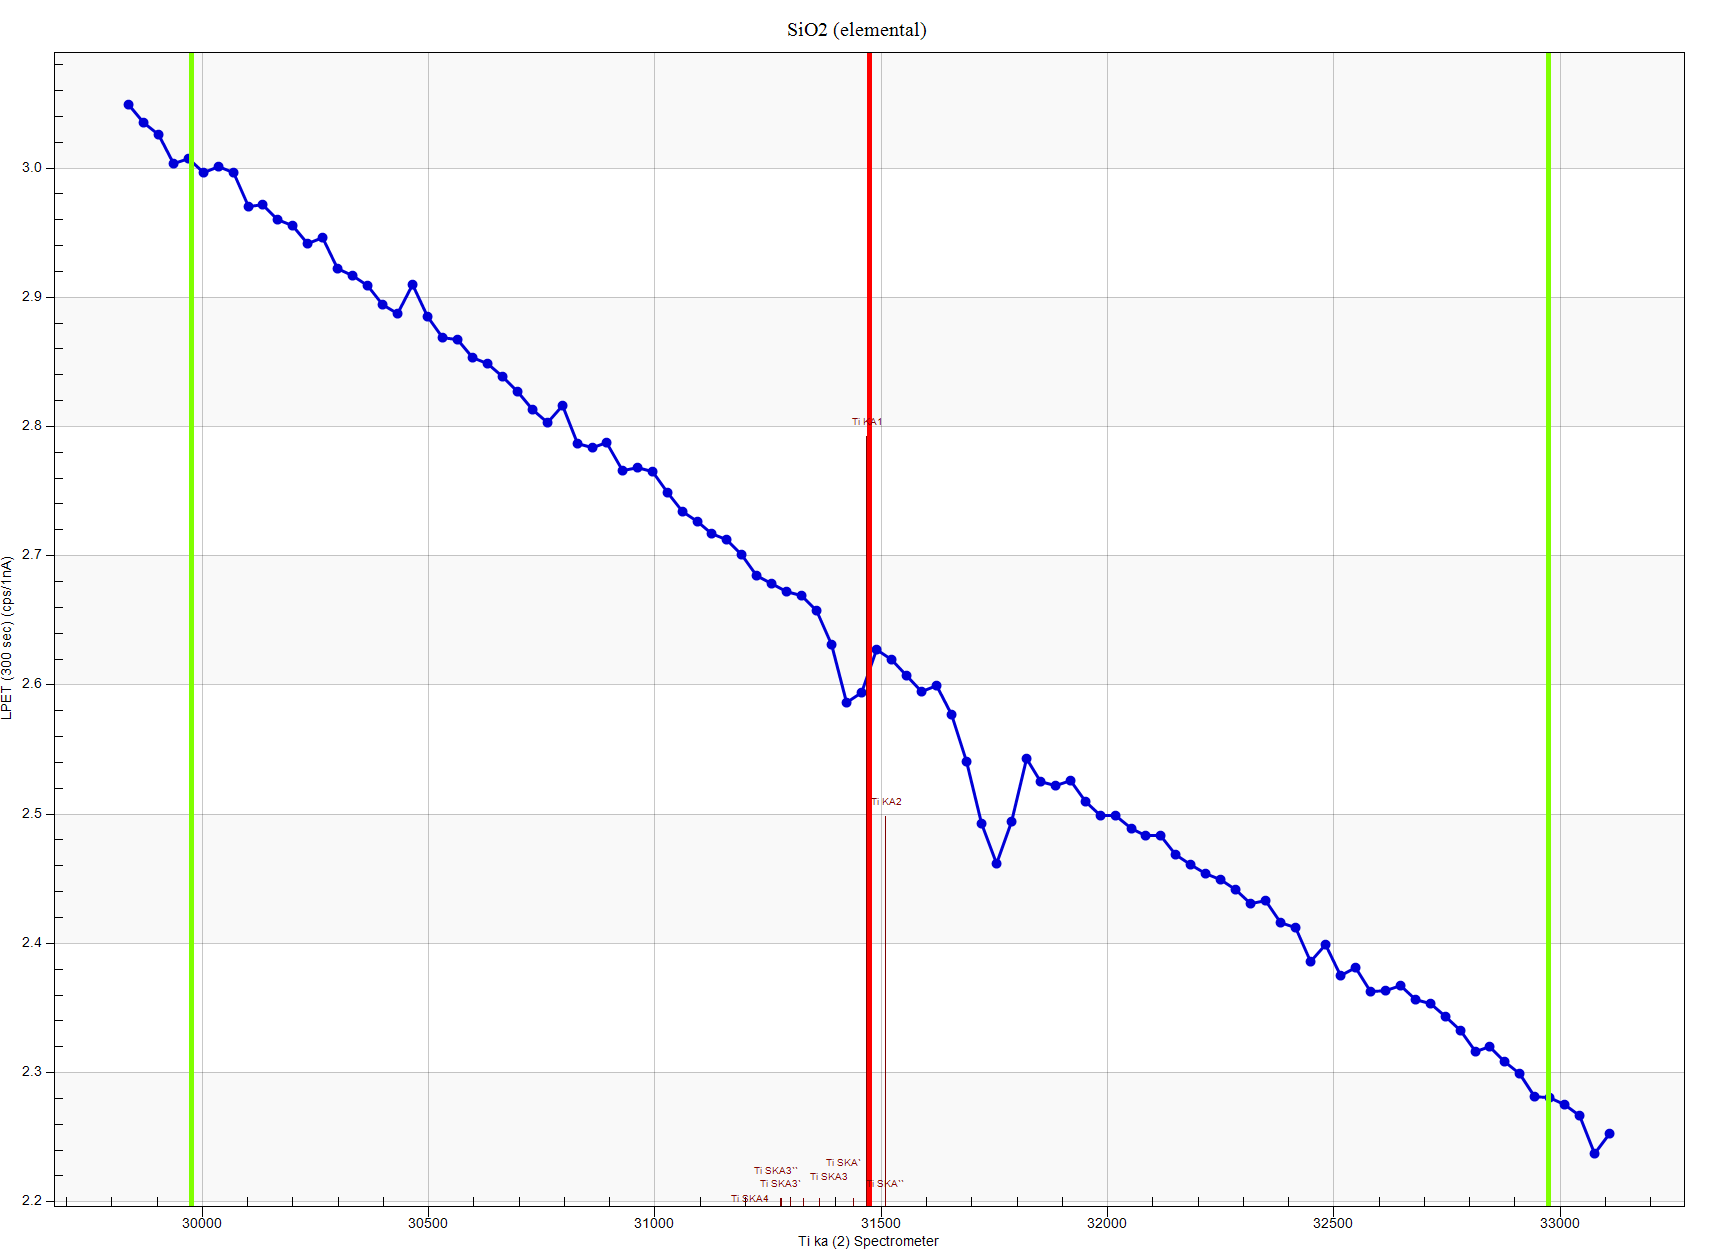 SiO2 (elemental)
3.0
2.9
2.8
2.7
2.6
2.5
2.4
2.3
2.2
LPET (300 sec) (cps/1nA)
Ti KA1
Ti KA2
Ti SKA'
Ti SKA3''
Ti SKA3
Ti SKA3'
Ti SKA''
Ti SKA4
30000 30500 31000 31500 32000 32500 33000
Ti ka (2) Spectrometer